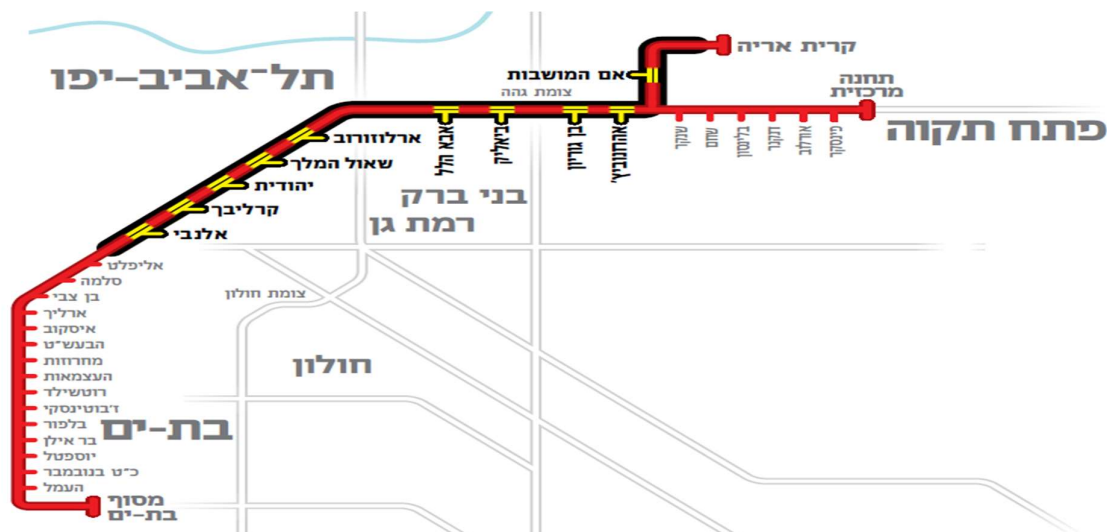 קרית אריה
אם המושבות
צומת גהה
תחנה
מרכזית
תל־אביב–יפו
פתח תקווה
ארלוזורוב
שאול המלך
יהודית
קרליבך
אלנבי
אבא הלל
ביאליק
בן גוריון
אהרונוביץ'
שנקר
שחם
בלינסון
דנקר
אורלוב
פינסקר
בני ברק
רמת גן
אליפלט
סלמה
בן צבי
צומת חולון
ארליך
איסקוב
הבעש״ט
מחרוזות
העצמאות
רוטשילד
ז'בוטינסקי
בלפור
בר אילן
יוספטל
כ״ט בנובמבר
העמל
חולון
בת-ים
מסוף
בת-ים